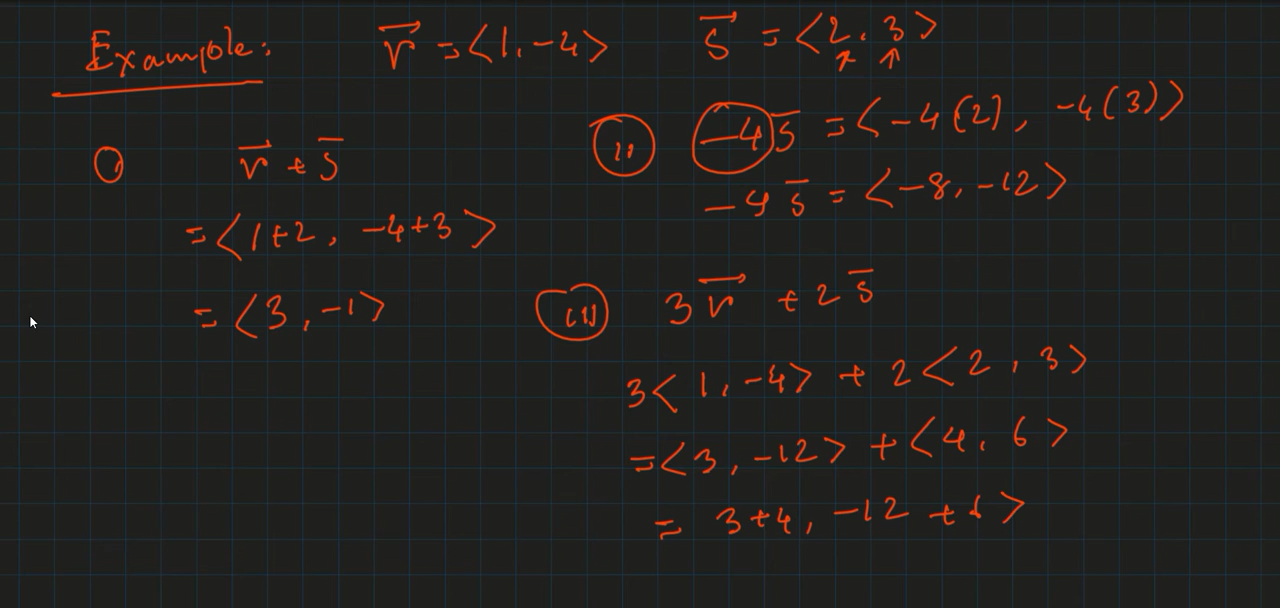 Example: v⃗ = <1, -4> s⃗ = <2, 3>
v⃗ + s̄
= <1+2, -4+3>
= <3, -1>
(ii) -4s̄ = <-4(2), -4(3)>
-4s̄ = <-8, -12>
(iii) 3v⃗ + 2s̄
3<1, -4> + 2<2, 3>
= <3, -12> + <4, 6>
= 3+4, -12 + 6>